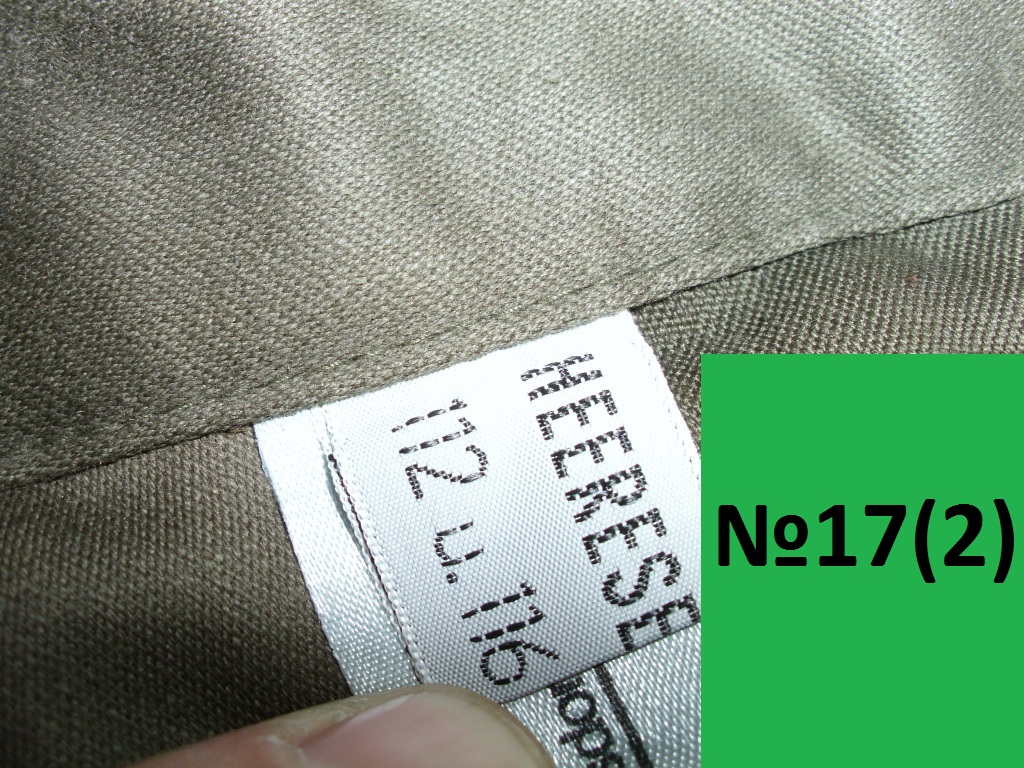 HEERESE
112 u. 116
№17(2)